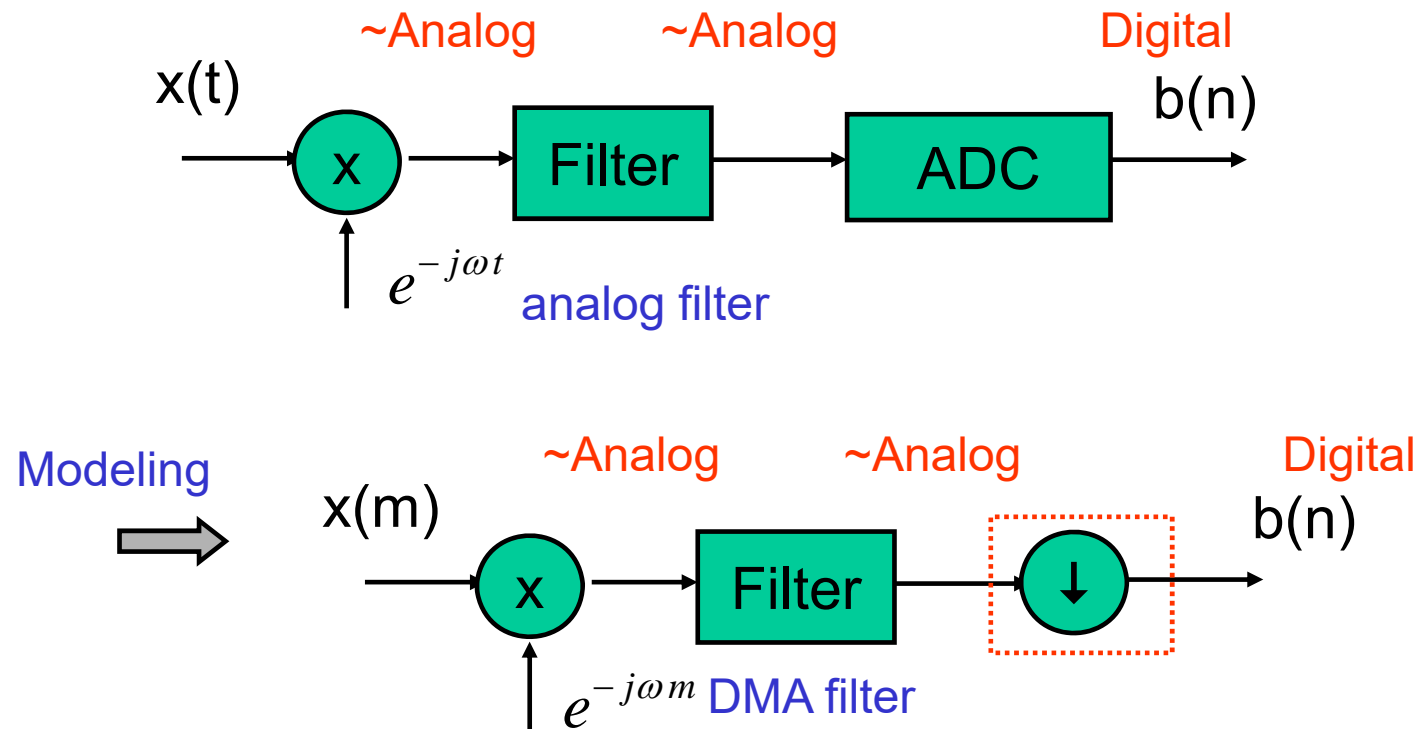 ~Analog ~Analog Digital
x(t) b(n)
x Filter ADC
e^{-jωt}
analog filter
~Analog ~Analog Digital
Modeling
x(m) b(n)
x Filter ↓
e^{-jωm} DMA filter